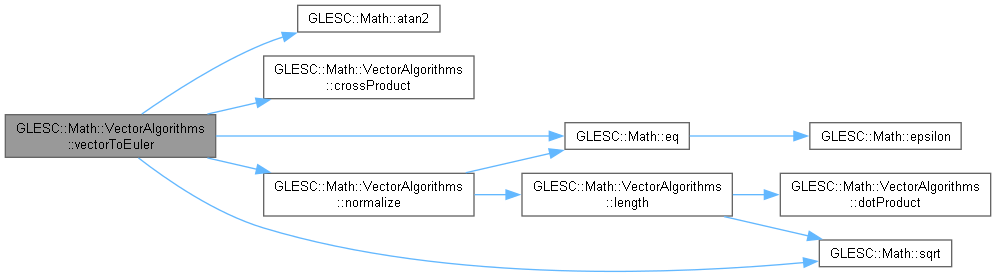 GLESC::Math::VectorAlgorithms
::vectorToEuler
GLESC::Math::atan2
GLESC::Math::VectorAlgorithms
::crossProduct
GLESC::Math::eq
GLESC::Math::epsilon
GLESC::Math::VectorAlgorithms
::normalize
GLESC::Math::VectorAlgorithms
::length
GLESC::Math::VectorAlgorithms
::dotProduct
GLESC::Math::sqrt